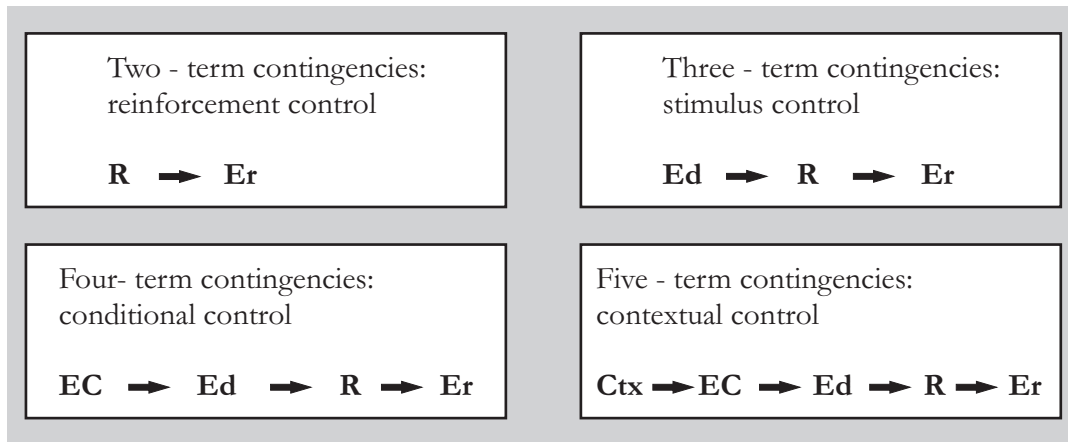 Two - term contingencies:
reinforcement control
R → Er
Three - term contingencies:
stimulus control
Ed → R → Er
Four- term contingencies:
conditional control
EC → Ed → R → Er
Five - term contingencies:
contextual control
Ctx → EC → Ed → R → Er